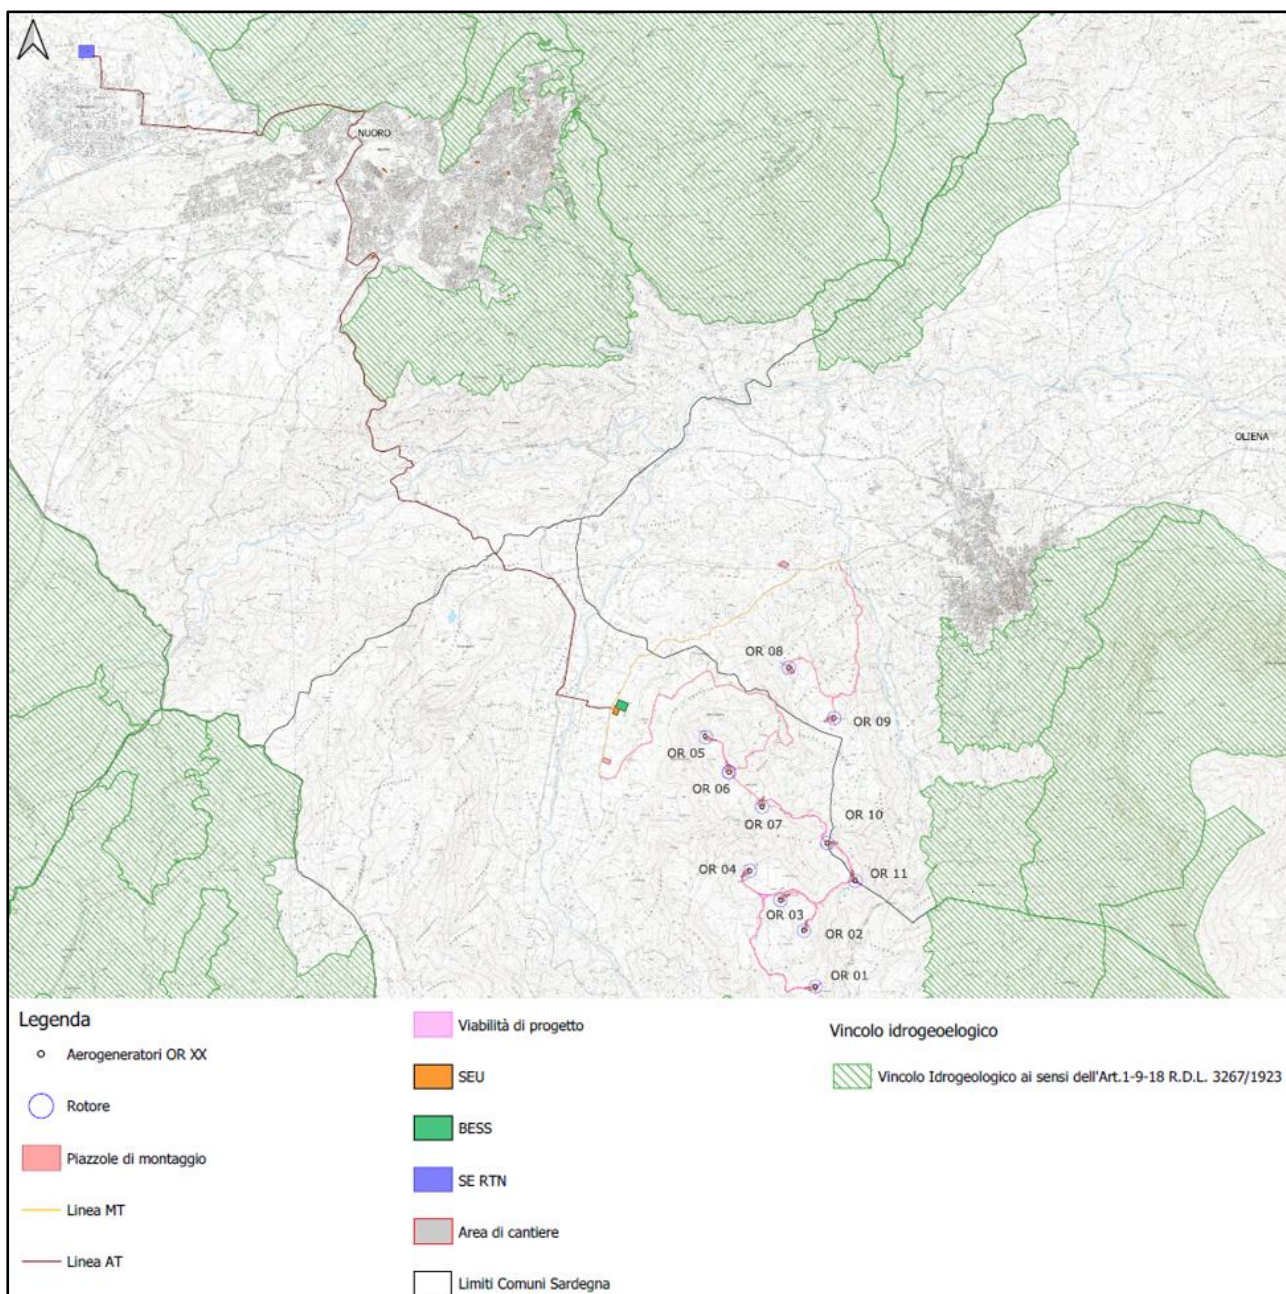 NUORO
OLIENA
OR 08
OR 09
OR 05
OR 06
OR 07
OR 10
OR 04
OR 11
OR 03
OR 02
OR 01
Legenda
Aerogeneratori OR XX
Rotore
Piazzole di montaggio
Linea MT
Linea AT
Viabilità di progetto
SEU
BESS
SE RTN
Area di cantiere
Limiti Comuni Sardegna
Vincolo idrogeoelogico
Vincolo Idrogeologico ai sensi dell'Art.1-9-18 R.D.L. 3267/1923